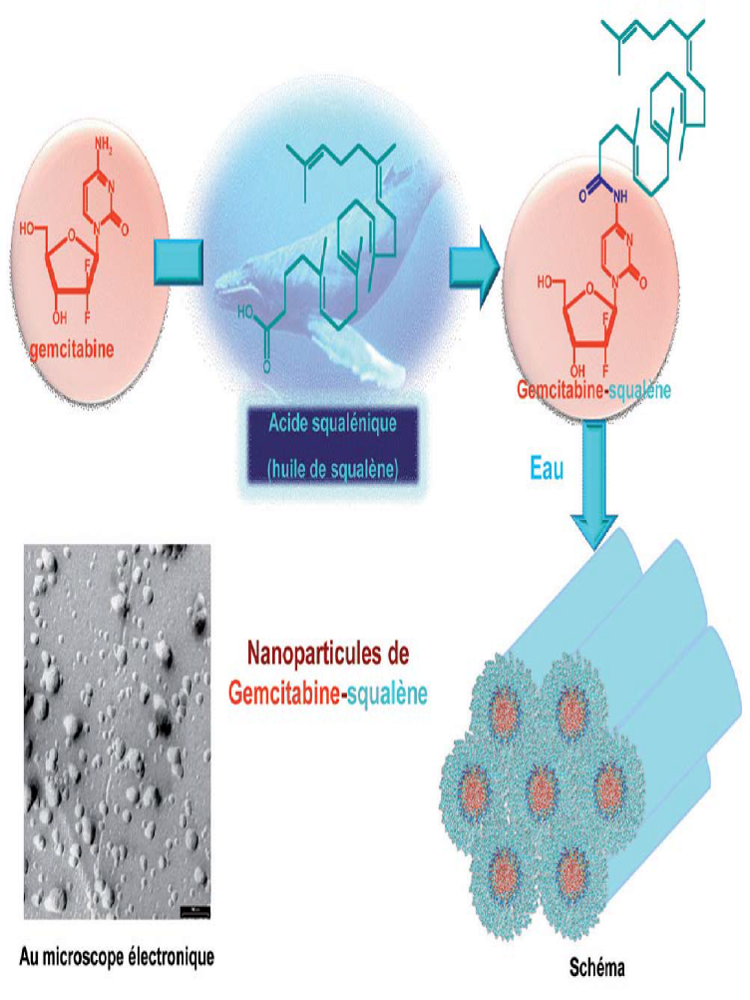 NH₂
N
HO
O
N
O
F
OH
F
gemcitabine
HO
O
Acide squalénique
(huile de squalène)
O
NH
N
HO
O
N
O
F
OH
F
Gemcitabine-squalène
Eau
Nanoparticules de
Gemcitabine-squalène
Au microscope électronique
Schéma